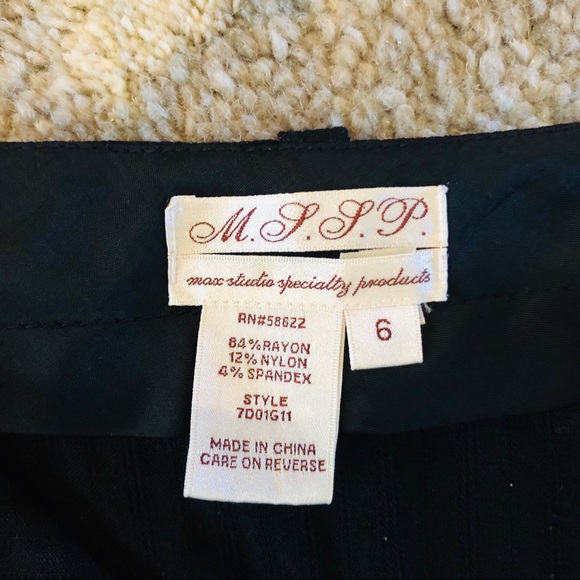 M.S.S.P.
max studio specialty products
6
RN#58622
84%RAYON
12%NYLON
4%SPANDEX
STYLE
7D01G11
MADE IN CHINA
CARE ON REVERSE